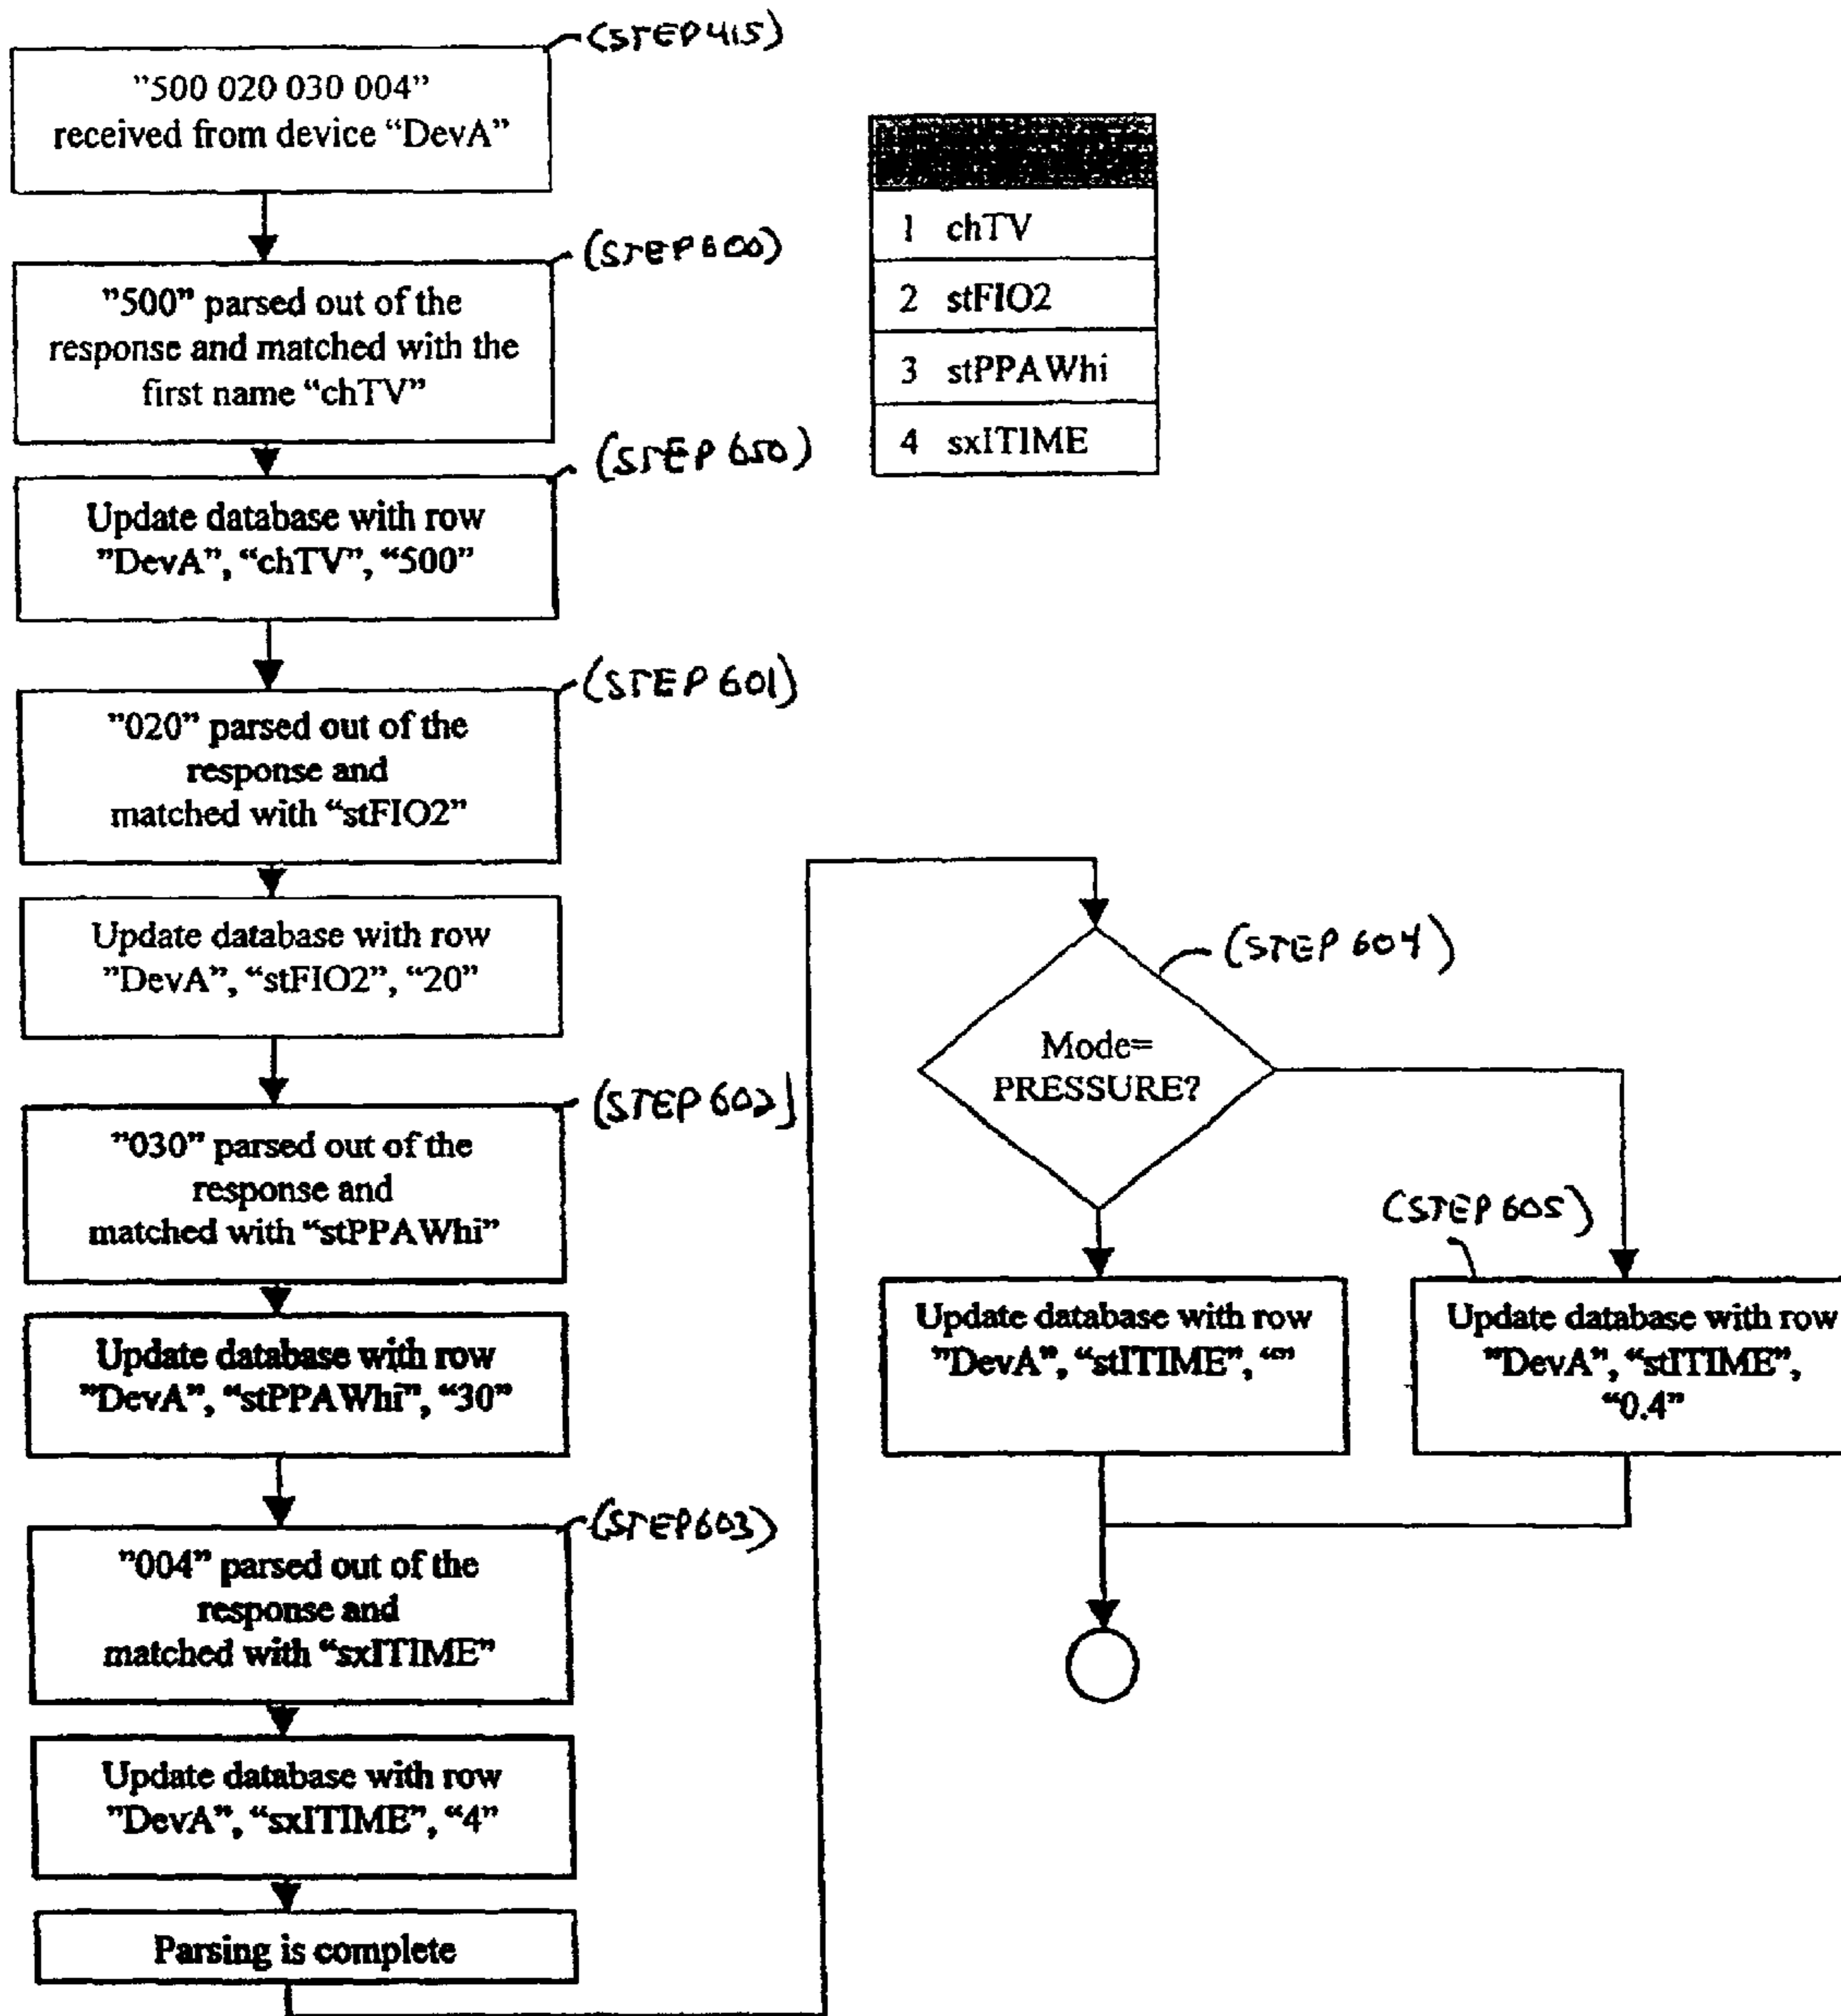 (STEP 415)
”500 020 030 004”
received from device “DevA”
(STEP 600)
”500” parsed out of the
response and matched with the
first name “chTV”
(STEP 650)
Update database with row
”DevA”, “chTV”, “500”
(STEP 601)
”020” parsed out of the
response and
matched with “stFIO2”
Update database with row
”DevA”, “stFIO2”, “20”
(STEP 602)
”030” parsed out of the
response and
matched with “stPPAWhi”
Update database with row
”DevA”, “stPPAWhi”, “30”
(STEP 603)
”004” parsed out of the
response and
matched with “sxITIME”
Update database with row
”DevA”, “sxITIME”, “4”
Parsing is complete
1 chTV
2 stFIO2
3 stPPAWhi
4 sxITIME
(STEP 604)
Mode=
PRESSURE?
Update database with row
”DevA”, “stITIME”, “”
(STEP 605)
Update database with row
”DevA”, “stITIME”,
“0.4”